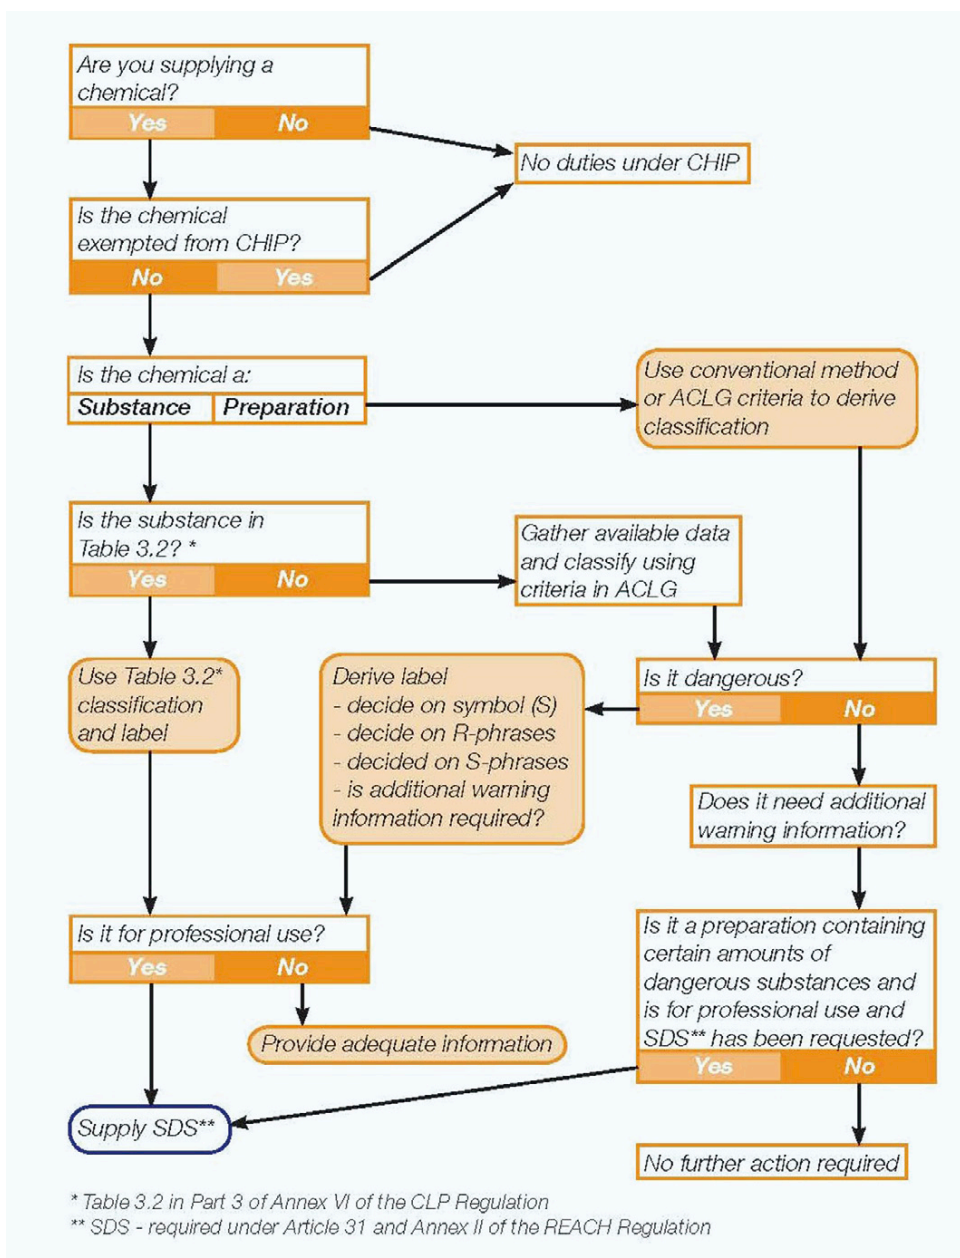 Are you supplying a
chemical?
Yes
No
No duties under CHIP
Is the chemical
exempted from CHIP?
No
Yes
Is the chemical a:
Substance
Preparation
Use conventional method
or ACLG criteria to derive
classification
Is the substance in
Table 3.2? *
Yes
No
Gather available data
and classify using
criteria in ACLG
Use Table 3.2*
classification
and label
Derive label
- decide on symbol (S)
- decide on R-phrases
- decided on S-phrases
- is additional warning
information required?
Is it dangerous?
Yes
No
Does it need additional
warning information?
Is it for professional use?
Yes
No
Provide adequate information
Is it a preparation containing
certain amounts of
dangerous substances and
is for professional use and
SDS** has been requested?
Yes
No
Supply SDS**
No further action required
* Table 3.2 in Part 3 of Annex VI of the CLP Regulation
** SDS - required under Article 31 and Annex II of the REACH Regulation